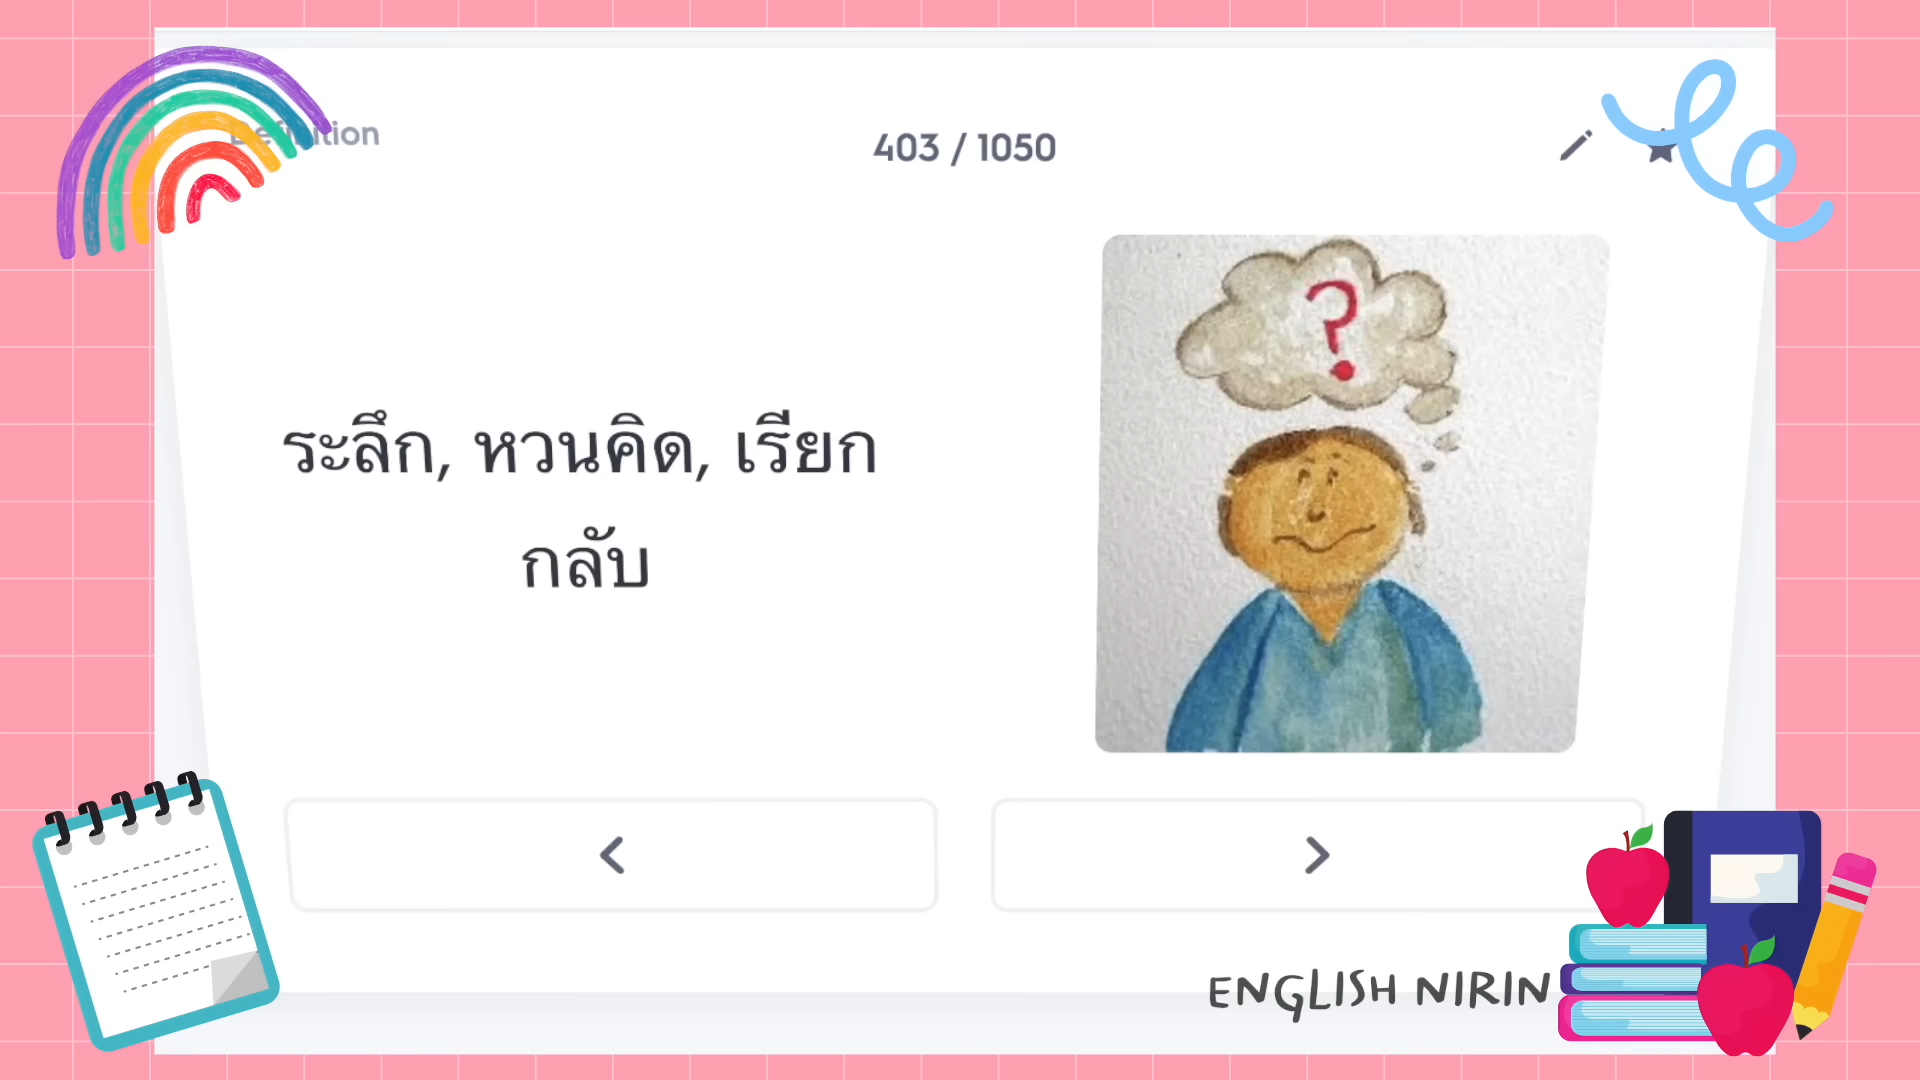 Definition
403 / 1050
ระลึก, หวนคิด, เรียก
กลับ
?
ENGLISH NIRIN